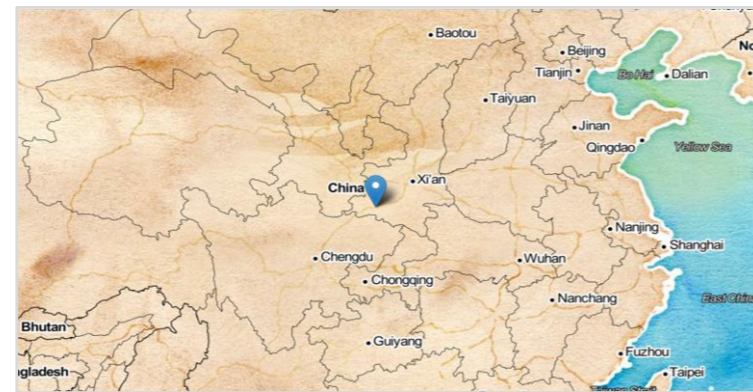 Baotou
Beijing
Tianjin
Bo Hai
Dalian
Taiyuan
Jinan
Qingdao
Yellow Sea
China
Xi'an
Nanjing
Shanghai
Chengdu
Wuhan
Chongqing
Nanchang
East Chin
Bhutan
Guiyang
Fuzhou
ngladesh
Taipei